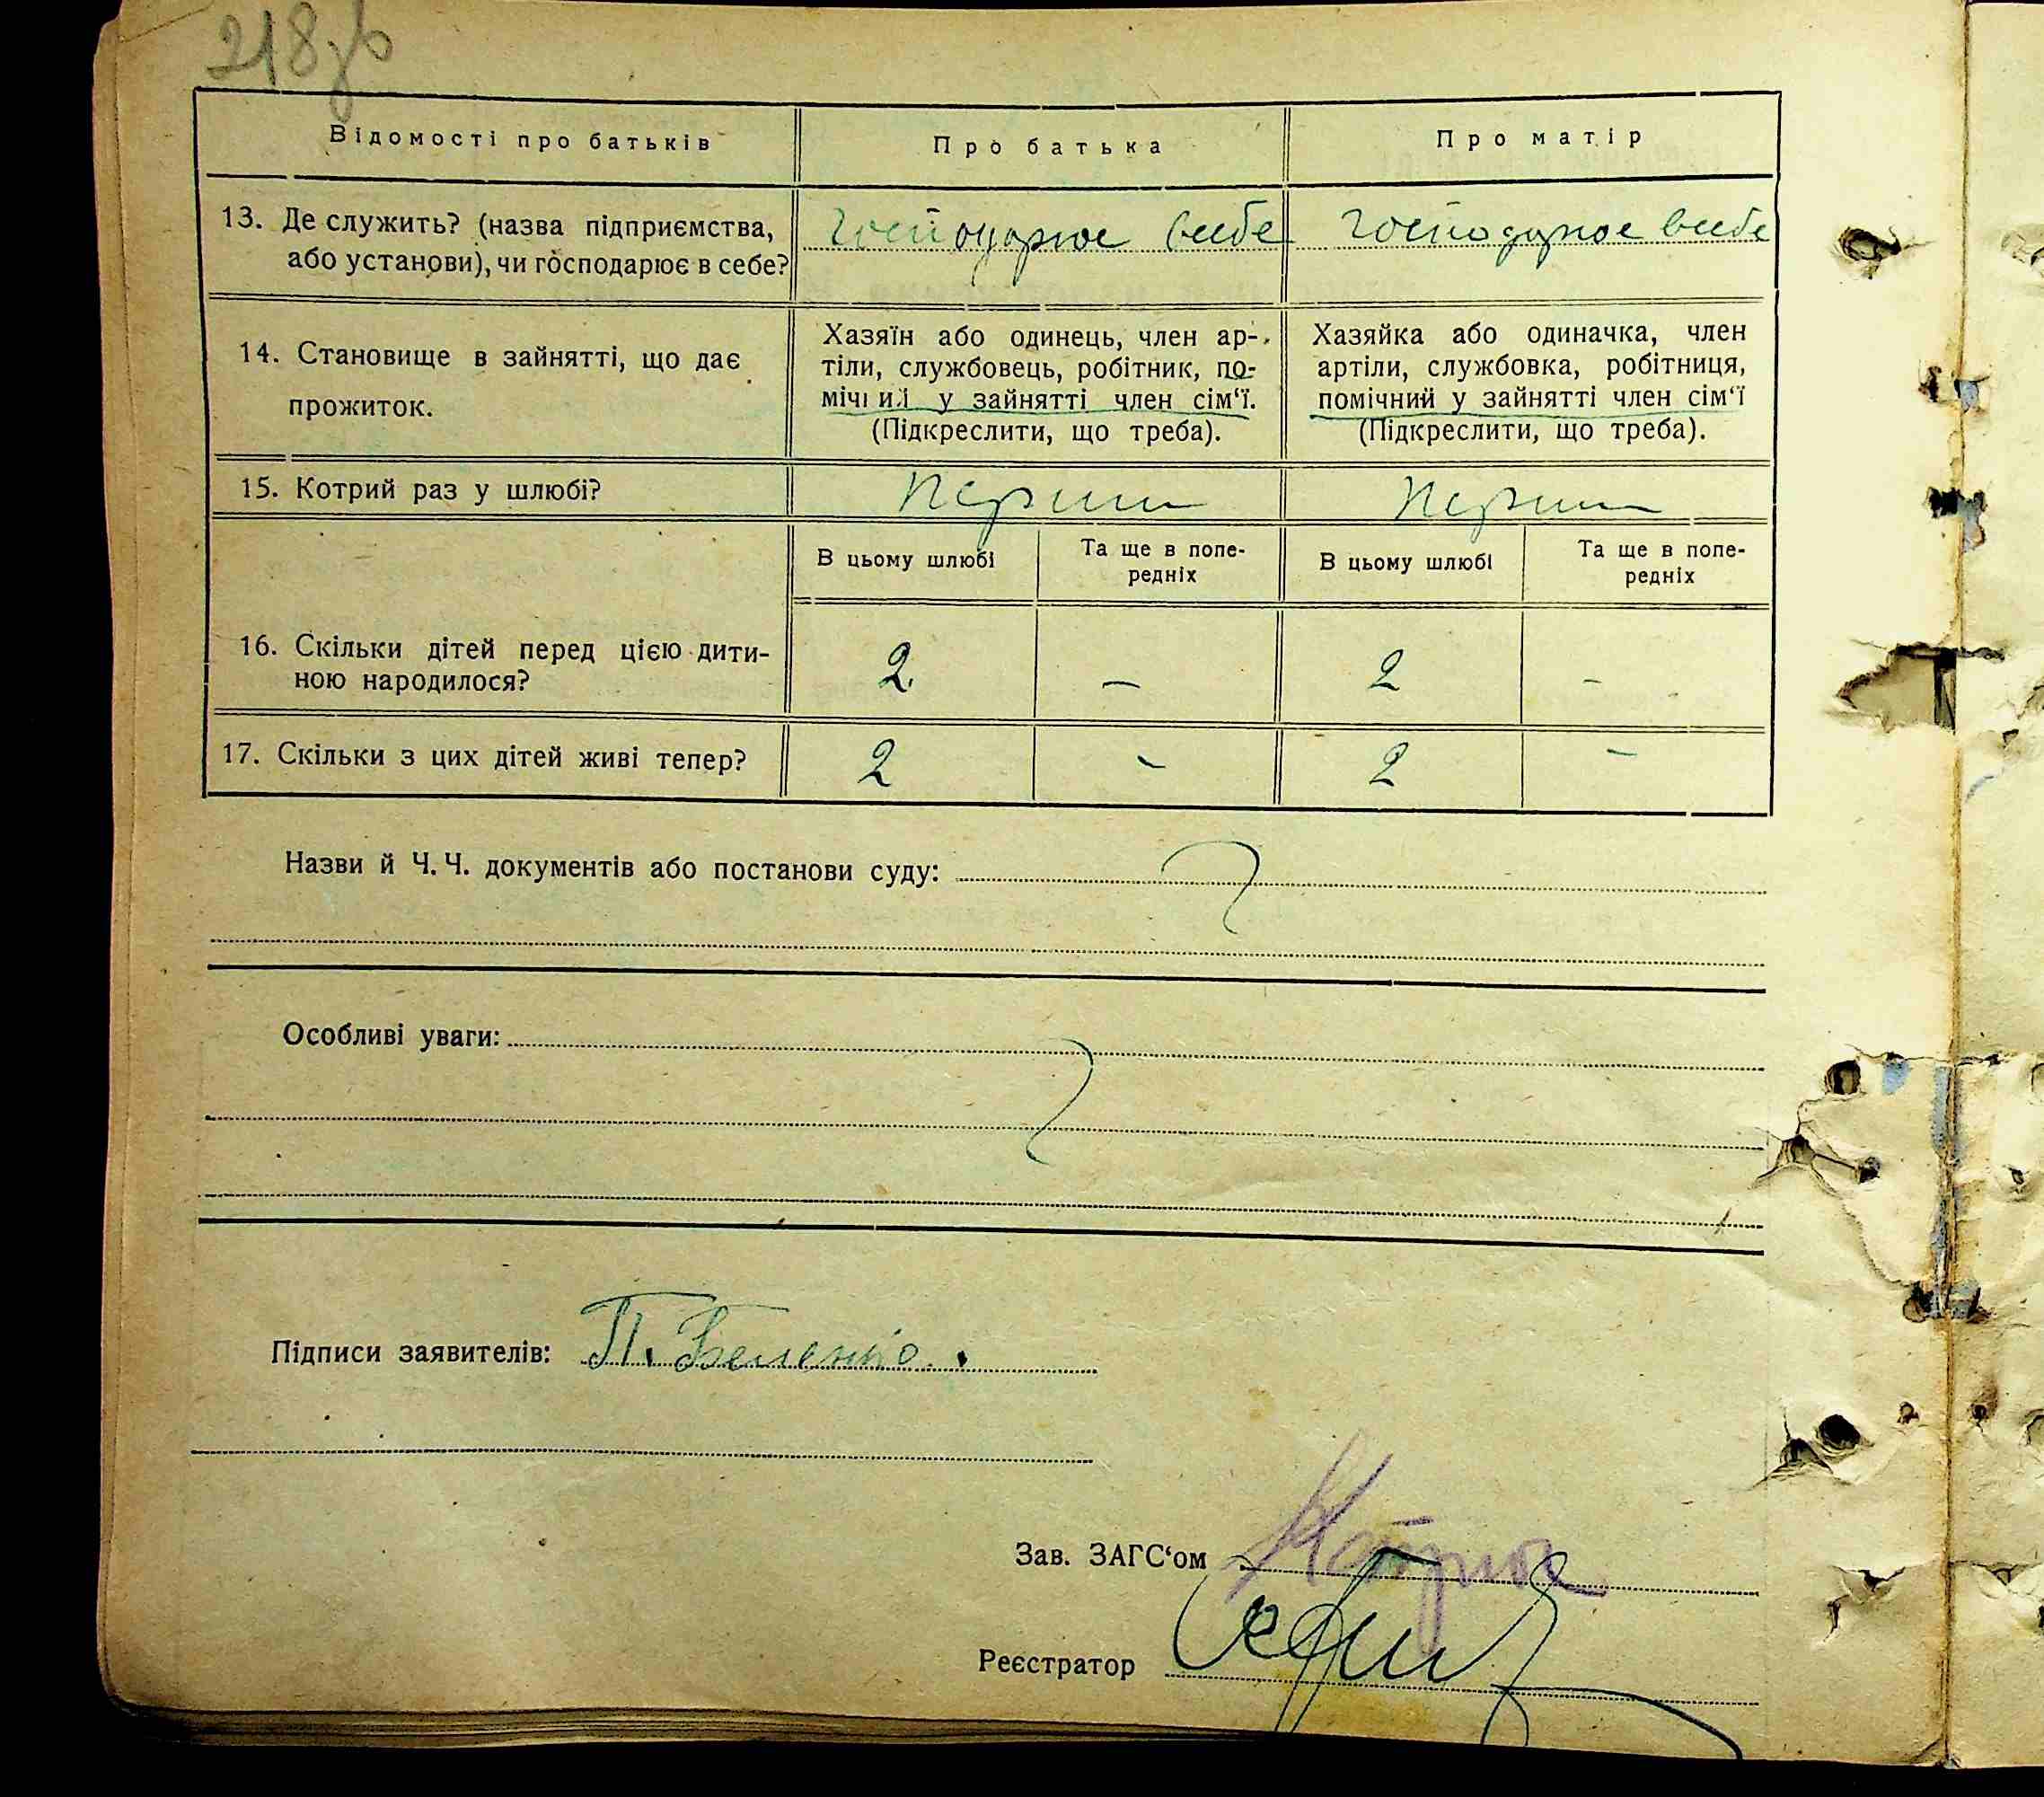 218зв
Відомості про батьків
Про батька
Про матір
13. Де служить? (назва підприємства,
або установи), чи господарює в себе?
Господарює всебе
Господарює всебе
14. Становище в зайнятті, що дає
прожиток.
Хазяїн або одинець, член ар-
тіли, службовець, робітник, по-
мічний у зайнятті член сім‘ї.
(Підкреслити, що треба).
Хазяйка або одиначка, член
артіли, службовка, робітниця,
помічний у зайнятті член сім‘ї
(Підкреслити, що треба).
15. Котрий раз у шлюбі?
Перши
Перши
В цьому шлюбі
Та ще в попе-
редніх
В цьому шлюбі
Та ще в попе-
редніх
16. Скільки дітей перед цією дити-
ною народилося?
2
—
2
-
17. Скільки з цих дітей живі тепер?
2
-
2
-
Назви й Ч. Ч. документів або постанови суду:
Особливі уваги:
Підписи заявителів: П.
Зав. ЗАГС‘ом
Реєстратор